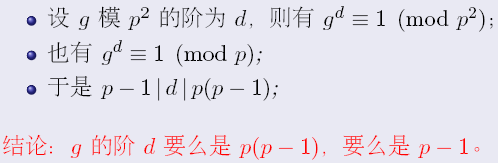 设 g 模 p² 的阶为 d，则有 g^d ≡ 1 (mod p²);
也有 g^d ≡ 1 (mod p);
于是 p − 1 | d | p(p − 1);
结论：g 的阶 d 要么是 p(p − 1)，要么是 p − 1。